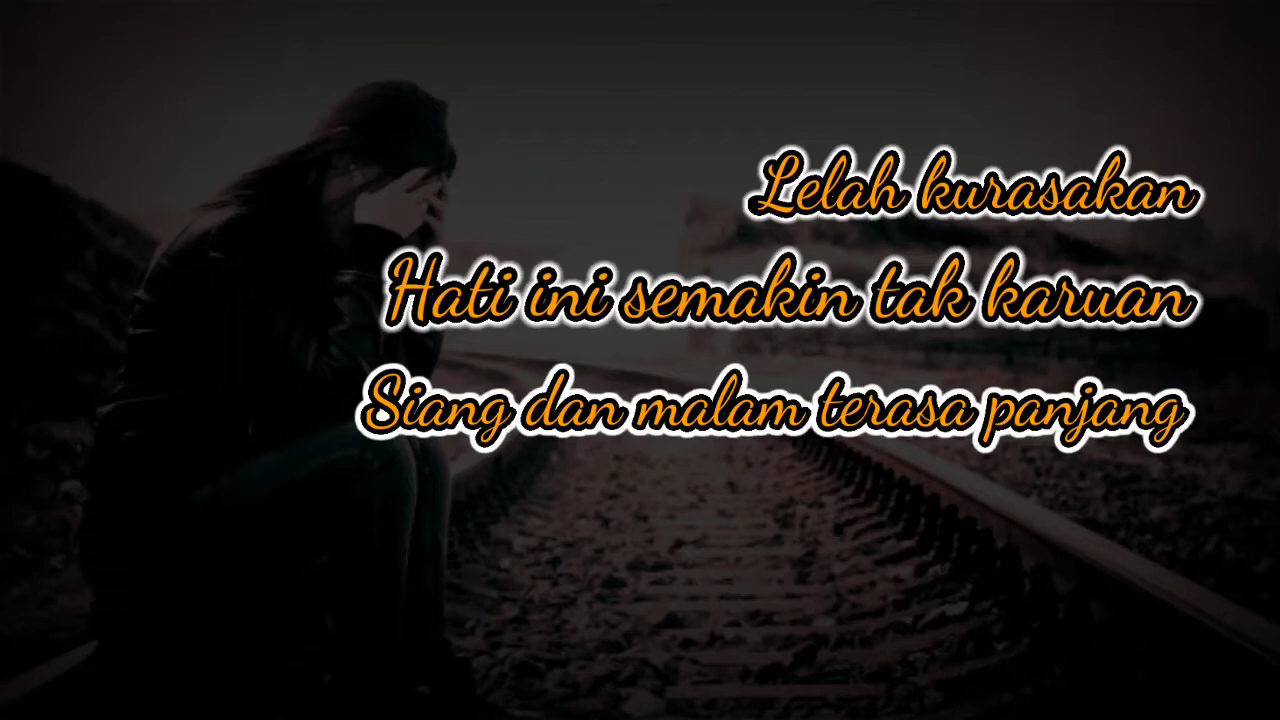 Lelah kurasakan
Hati ini semakin tak karuan
Siang dan malam terasa panjang